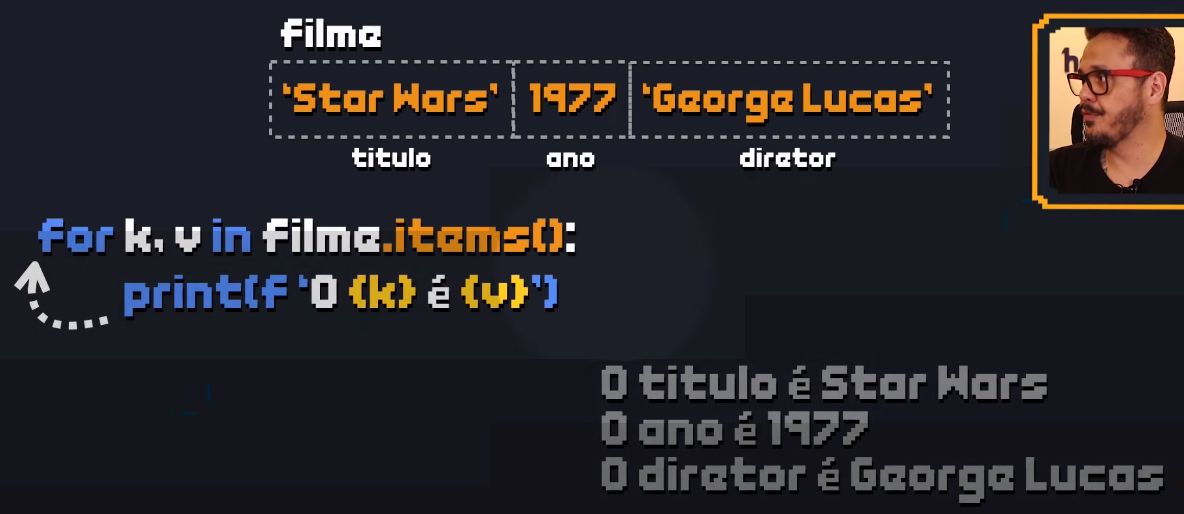 filme
'Star Wars' 1977 'George Lucas'
titulo ano diretor
for k, v in filme.items():
print(f 'O {k} é {v}')
O titulo é Star Wars
O ano é 1977
O diretor é George Lucas